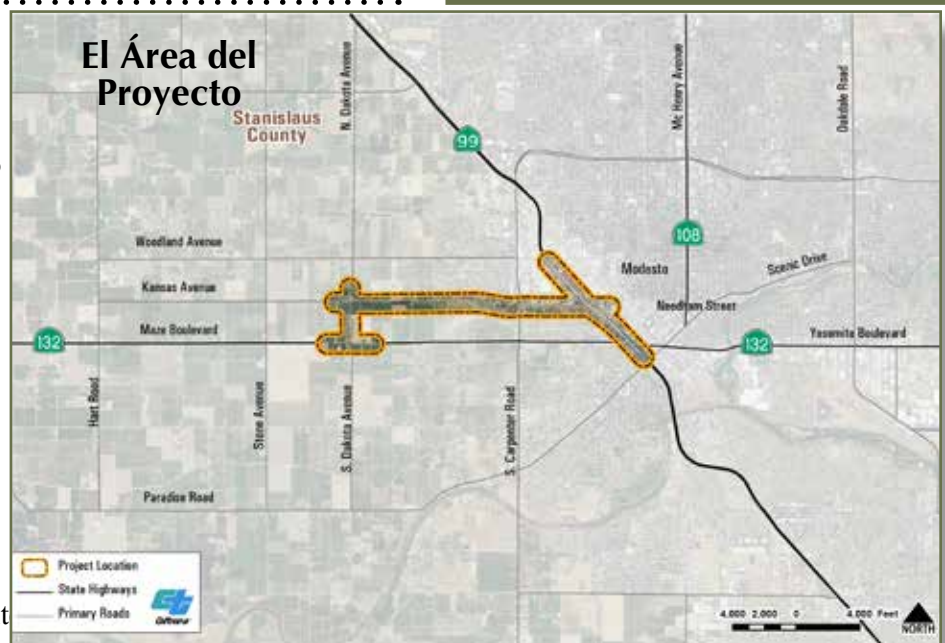 El Área del
Proyecto
Stanislaus
County
N. Dakota Avenue
Mc Henry Avenue
Oakdale Road
99
108
Woodland Avenue
Modesto
Scenic Drive
Kansas Avenue
Needham Street
Maze Boulevard
Yosemite Boulevard
132
132
Hart Road
Stone Avenue
S. Dakota Avenue
S. Carpenter Road
Paradise Road
Project Location
State Highways
Primary Roads
Caltrans
4,000 2,000 0 4,000 Feet
NORTH
t